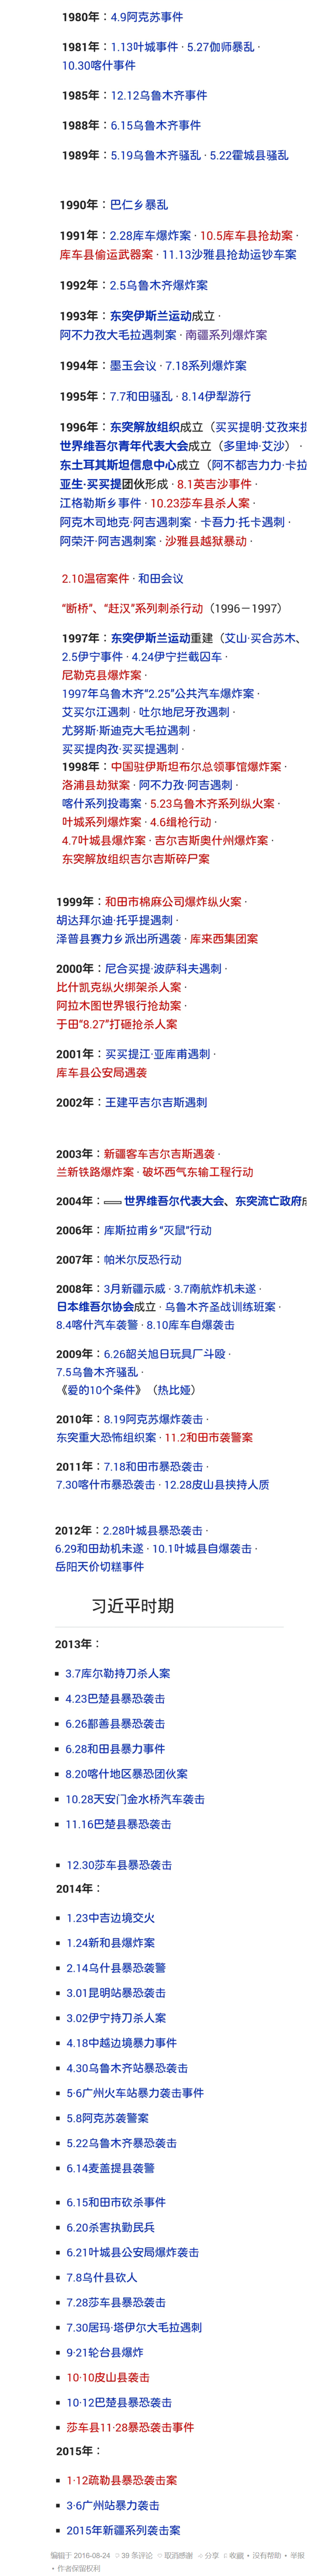 1980年：4.9阿克苏事件
1981年：1.13叶城事件 · 5.27伽师暴乱 ·
10.30喀什事件
1985年：12.12乌鲁木齐事件
1988年：6.15乌鲁木齐事件
1989年：5.19乌鲁木齐骚乱 · 5.22霍城县骚乱
1990年：巴仁乡暴乱
1991年：2.28库车爆炸案 · 10.5库车县抢劫案 ·
库车县偷运武器案 · 11.13沙雅县抢劫运钞车案
1992年：2.5乌鲁木齐爆炸案
1993年：东突伊斯兰运动成立 ·
阿不力孜大毛拉遇刺案 · 南疆系列爆炸案
1994年：墨玉会议 · 7.18系列爆炸案
1995年：7.7和田骚乱 · 8.14伊犁游行
1996年：东突解放组织成立（买买提明·艾孜来提
世界维吾尔青年代表大会成立（多里坤·艾沙） ·
东土耳其斯坦信息中心成立（阿不都吉力力·卡拉
亚生·买买提团伙形成 · 8.1英吉沙事件 ·
江格勒斯乡事件 · 10.23莎车县杀人案 ·
阿克木司地克·阿吉遇刺案 · 卡吾力·托卡遇刺 ·
阿荣汗·阿吉遇刺案 · 沙雅县越狱暴动 ·
2.10温宿案件 · 和田会议
“断桥”、“赶汉”系列刺杀行动（1996－1997）
1997年：东突伊斯兰运动重建（艾山·买合苏木、
2.5伊宁事件 · 4.24伊宁拦截囚车 ·
尼勒克县爆炸案 ·
1997年乌鲁木齐“2.25”公共汽车爆炸案 ·
艾买尔江遇刺 · 吐尔地尼牙孜遇刺 ·
尤努斯·斯迪克大毛拉遇刺 ·
买买提肉孜·买买提遇刺 ·
1998年：中国驻伊斯坦布尔总领事馆爆炸案 ·
洛浦县劫狱案 · 阿不力孜·阿吉遇刺 ·
喀什系列投毒案 · 5.23乌鲁木齐系列纵火案 ·
叶城系列爆炸案 · 4.6缉枪行动 ·
4.7叶城县爆炸案 · 吉尔吉斯奥什州爆炸案 ·
东突解放组织吉尔吉斯碎尸案
1999年：和田市棉麻公司爆炸纵火案 ·
胡达拜尔迪·托乎提遇刺 ·
泽普县赛力乡派出所遇袭 · 库来西集团案
2000年：尼合买提·波萨科夫遇刺 ·
比什凯克纵火绑架杀人案 ·
阿拉木图世界银行抢劫案 ·
于田“8.27”打砸抢杀人案
2001年：买买提江·亚库甫遇刺 ·
库车县公安局遇袭
2002年：王建平吉尔吉斯遇刺
2003年：新疆客车吉尔吉斯遇袭 ·
兰新铁路爆炸案 · 破坏西气东输工程行动
2004年：世界维吾尔代表大会、东突流亡政府成
2006年：库斯拉甫乡“灭鼠”行动
2007年：帕米尔反恐行动
2008年：3月新疆示威 · 3.7南航炸机未遂 ·
日本维吾尔协会成立 · 乌鲁木齐圣战训练班案 ·
8.4喀什汽车袭警 · 8.10库车自爆袭击
2009年：6.26韶关旭日玩具厂斗殴 ·
7.5乌鲁木齐骚乱 ·
《爱的10个条件》（热比娅）
2010年：8.19阿克苏爆炸袭击 ·
东突重大恐怖组织案 · 11.2和田市袭警案
2011年：7.18和田市暴恐袭击 ·
7.30喀什市暴恐袭击 · 12.28皮山县挟持人质
2012年：2.28叶城县暴恐袭击 ·
6.29和田劫机未遂 · 10.1叶城县自爆袭击 ·
岳阳天价切糕事件
习近平时期
2013年：
▪ 3.7库尔勒持刀杀人案
▪ 4.23巴楚县暴恐袭击
▪ 6.26鄯善县暴恐袭击
▪ 6.28和田县暴力事件
▪ 8.20喀什地区暴恐团伙案
▪ 10.28天安门金水桥汽车袭击
▪ 11.16巴楚县暴恐袭击
▪ 12.30莎车县暴恐袭击
2014年：
▪ 1.23中吉边境交火
▪ 1.24新和县爆炸案
▪ 2.14乌什县暴恐袭警
▪ 3.01昆明站暴恐袭击
▪ 3.02伊宁持刀杀人案
▪ 4.18中越边境暴力事件
▪ 4.30乌鲁木齐站暴恐袭击
▪ 5·6广州火车站暴力袭击事件
▪ 5.8阿克苏袭警案
▪ 5.22乌鲁木齐暴恐袭击
▪ 6.14麦盖提县袭警
▪ 6.15和田市砍杀事件
▪ 6.20杀害执勤民兵
▪ 6.21叶城县公安局爆炸袭击
▪ 7.8乌什县砍人
▪ 7.28莎车县暴恐袭击
▪ 7.30居玛·塔伊尔大毛拉遇刺
▪ 9·21轮台县爆炸
▪ 10·10皮山县袭击
▪ 10·12巴楚县暴恐袭击
▪ 莎车县11·28暴恐袭击事件
2015年：
▪ 1·12疏勒县暴恐袭击案
▪ 3·6广州站暴力袭击
▪ 2015年新疆系列袭击案
编辑于 2016-08-24 39 条评论 取消感谢 分享 收藏 • 没有帮助 • 举报
• 作者保留权利